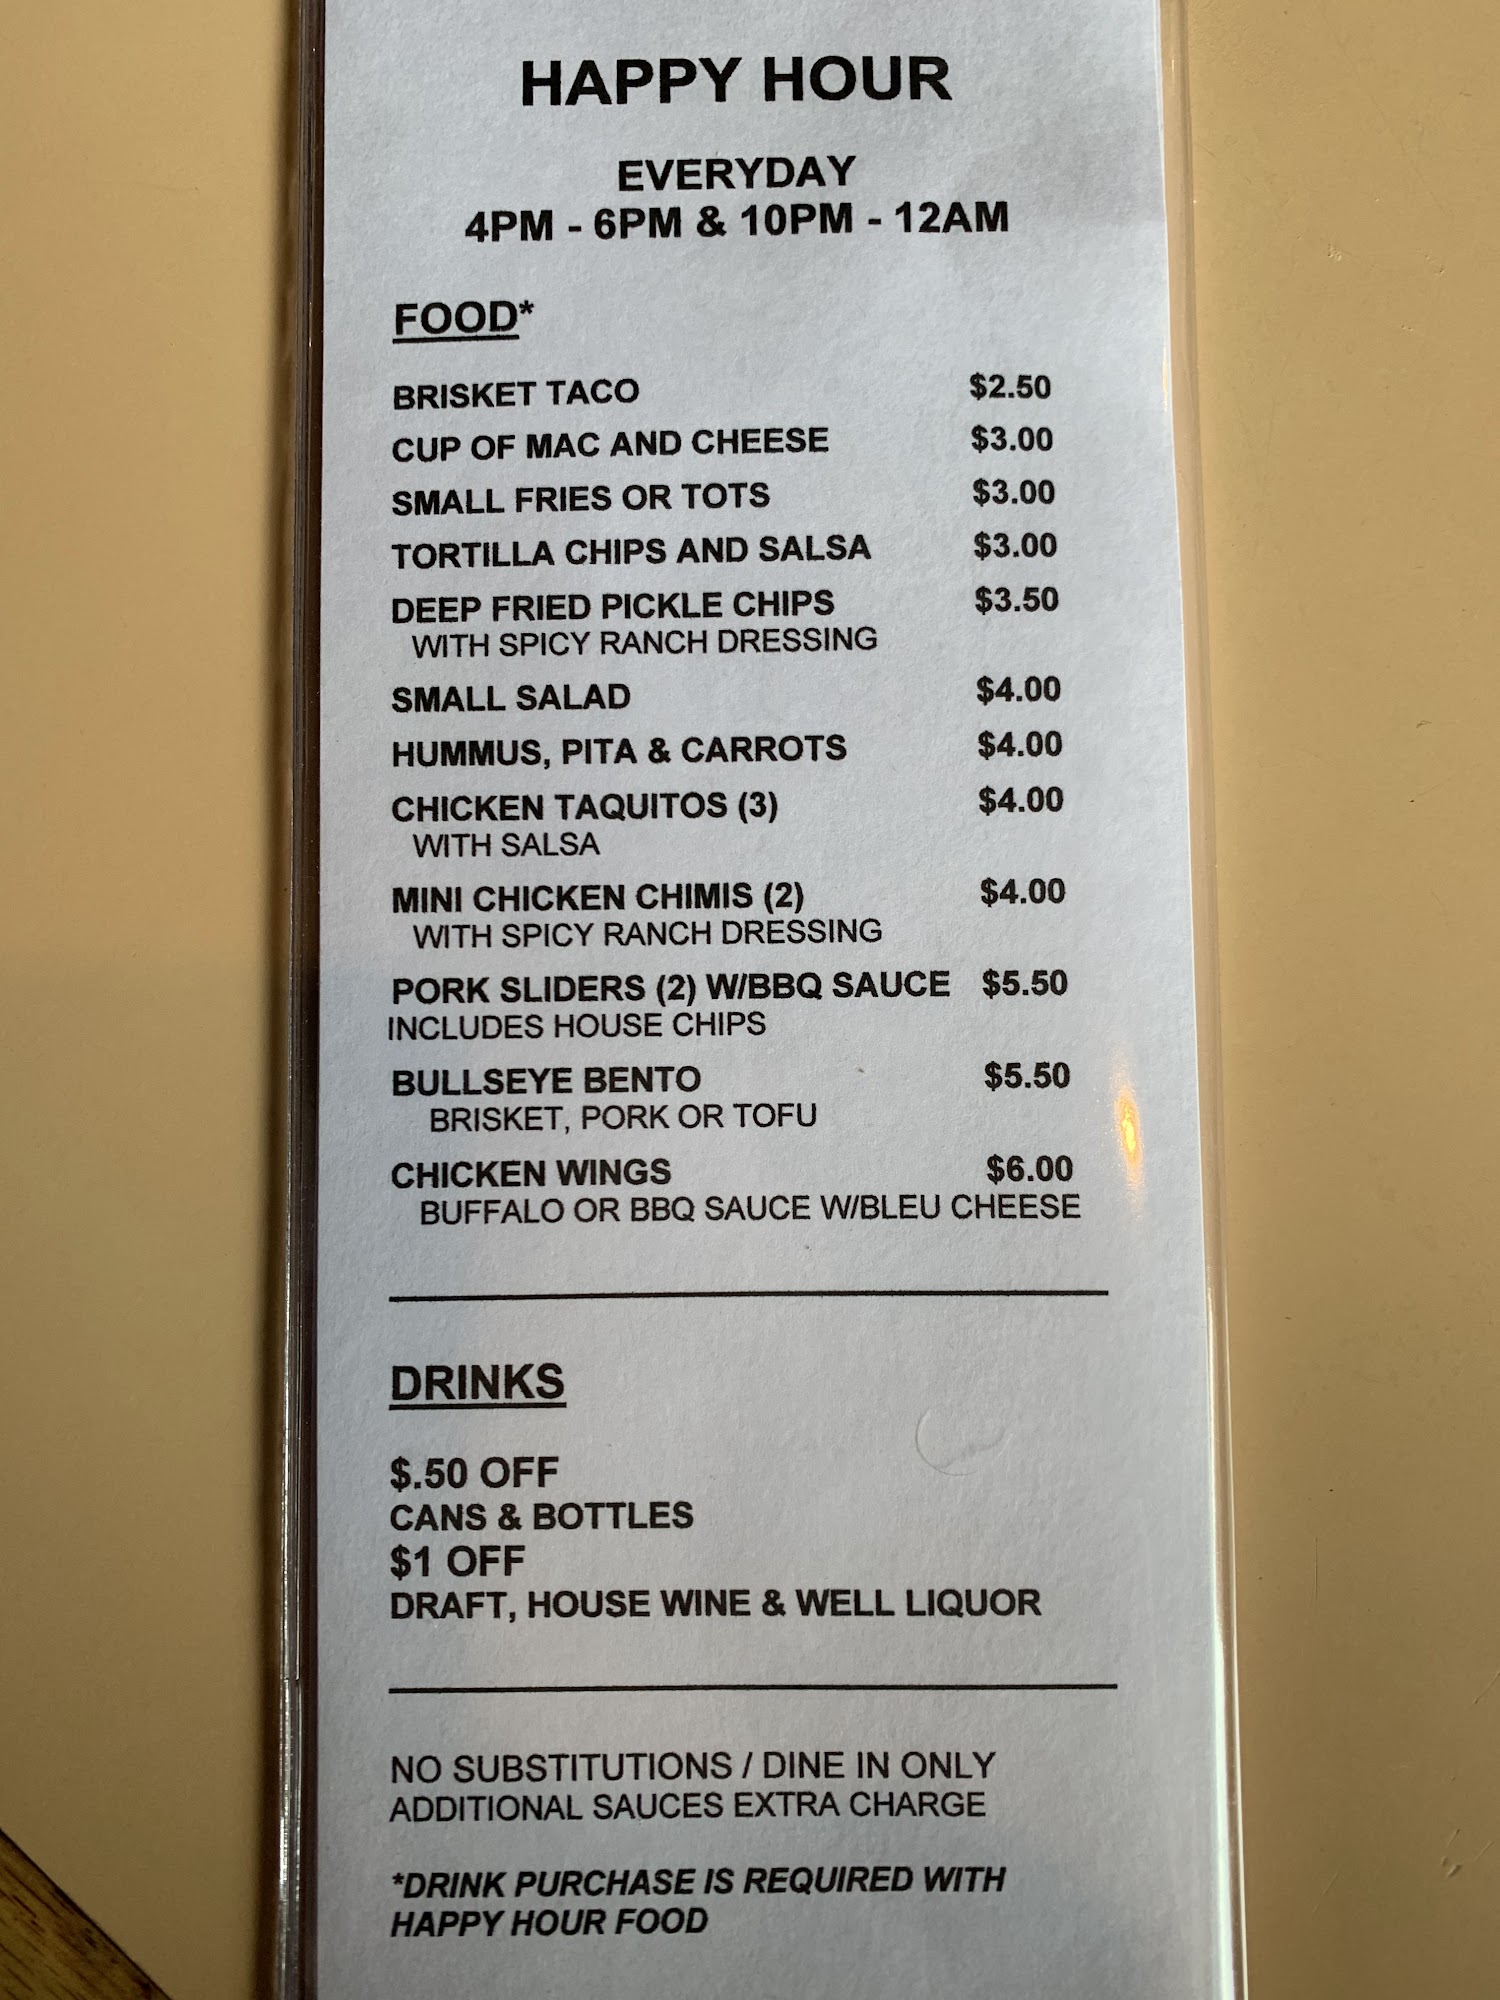 HAPPY HOUR
EVERYDAY
4PM - 6PM & 10PM - 12AM
FOOD*
BRISKET TACO $2.50
CUP OF MAC AND CHEESE $3.00
SMALL FRIES OR TOTS $3.00
TORTILLA CHIPS AND SALSA $3.00
DEEP FRIED PICKLE CHIPS $3.50
WITH SPICY RANCH DRESSING
SMALL SALAD $4.00
HUMMUS, PITA & CARROTS $4.00
CHICKEN TAQUITOS (3) $4.00
WITH SALSA
MINI CHICKEN CHIMIS (2) $4.00
WITH SPICY RANCH DRESSING
PORK SLIDERS (2) W/BBQ SAUCE $5.50
INCLUDES HOUSE CHIPS
BULLSEYE BENTO $5.50
BRISKET, PORK OR TOFU
CHICKEN WINGS $6.00
BUFFALO OR BBQ SAUCE W/BLEU CHEESE
DRINKS
$.50 OFF
CANS & BOTTLES
$1 OFF
DRAFT, HOUSE WINE & WELL LIQUOR
NO SUBSTITUTIONS / DINE IN ONLY
ADDITIONAL SAUCES EXTRA CHARGE
*DRINK PURCHASE IS REQUIRED WITH
HAPPY HOUR FOOD